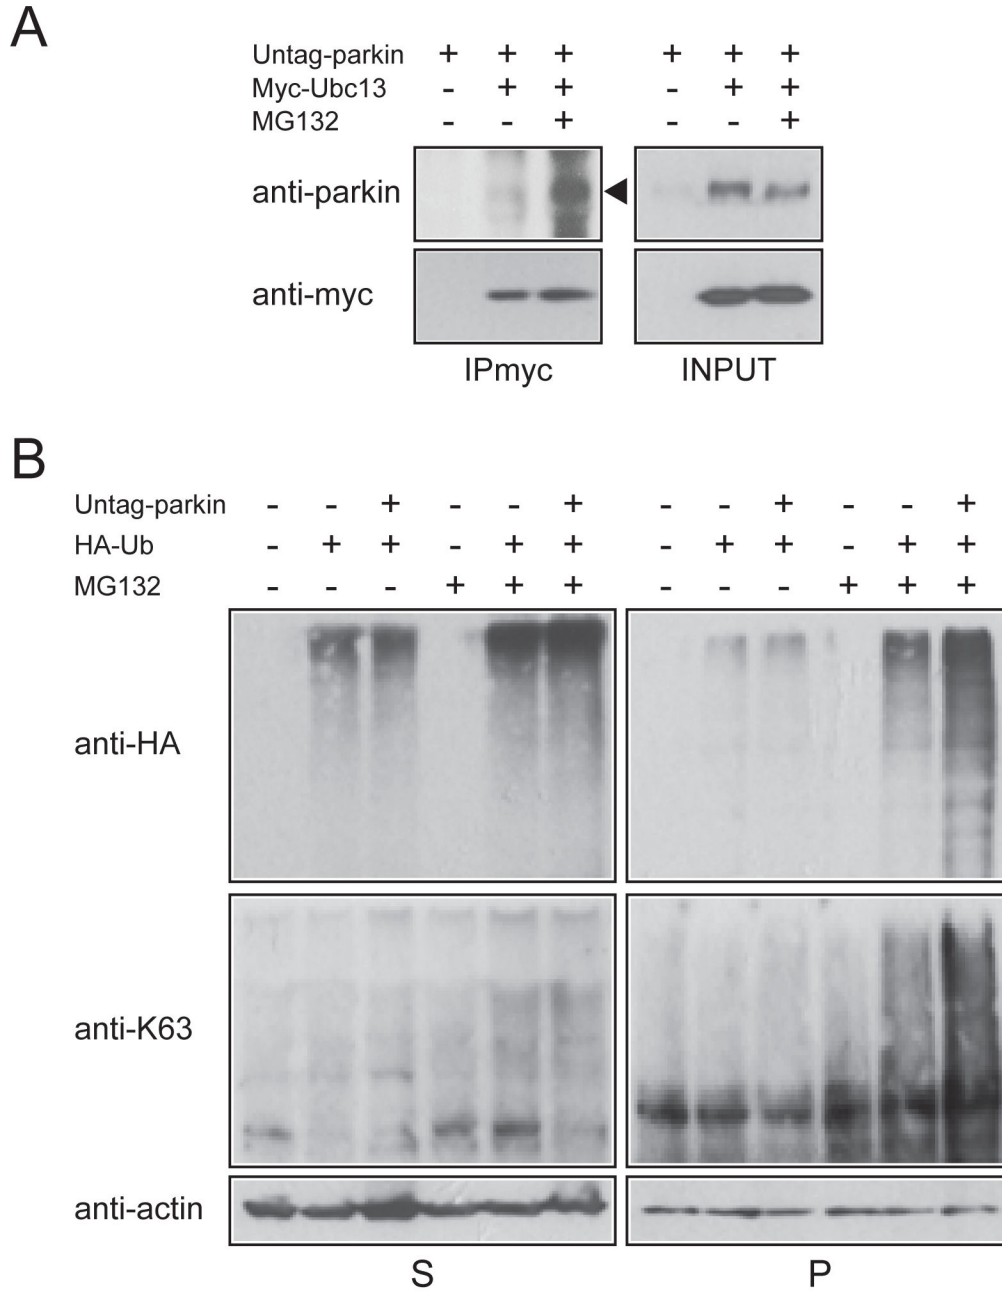 A
Untag-parkin + + + + + +
Myc-Ubc13 - + + - + +
MG132 - - + - - +
anti-parkin
anti-myc
IPmyc INPUT
B
Untag-parkin - - + - - + - - + - - +
HA-Ub - + + - + + - + + - + +
MG132 - - - + + + - - - + + +
anti-HA
anti-K63
anti-actin
S P